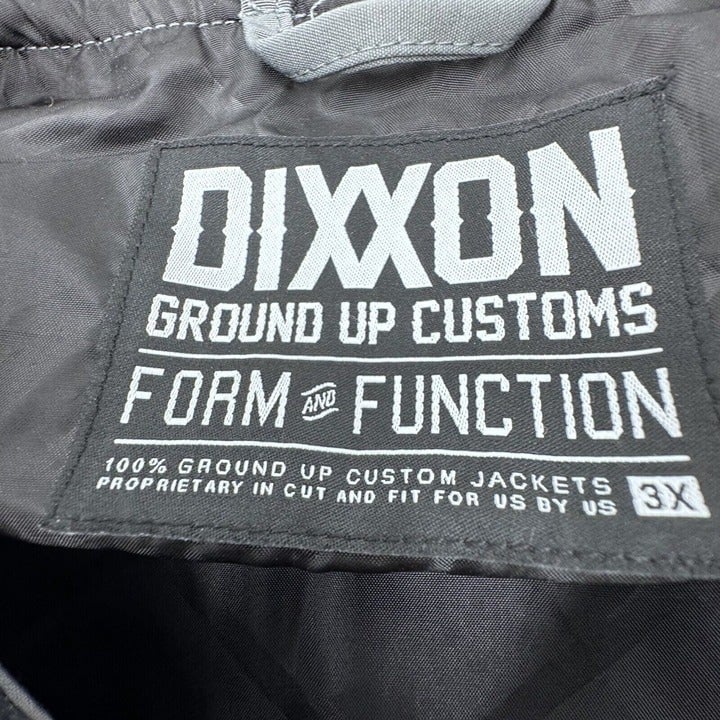 DIXXON
GROUND UP CUSTOMS
FORM AND FUNCTION
100% GROUND UP CUSTOM JACKETS
PROPRIETARY IN CUT AND FIT FOR US BY US 3X